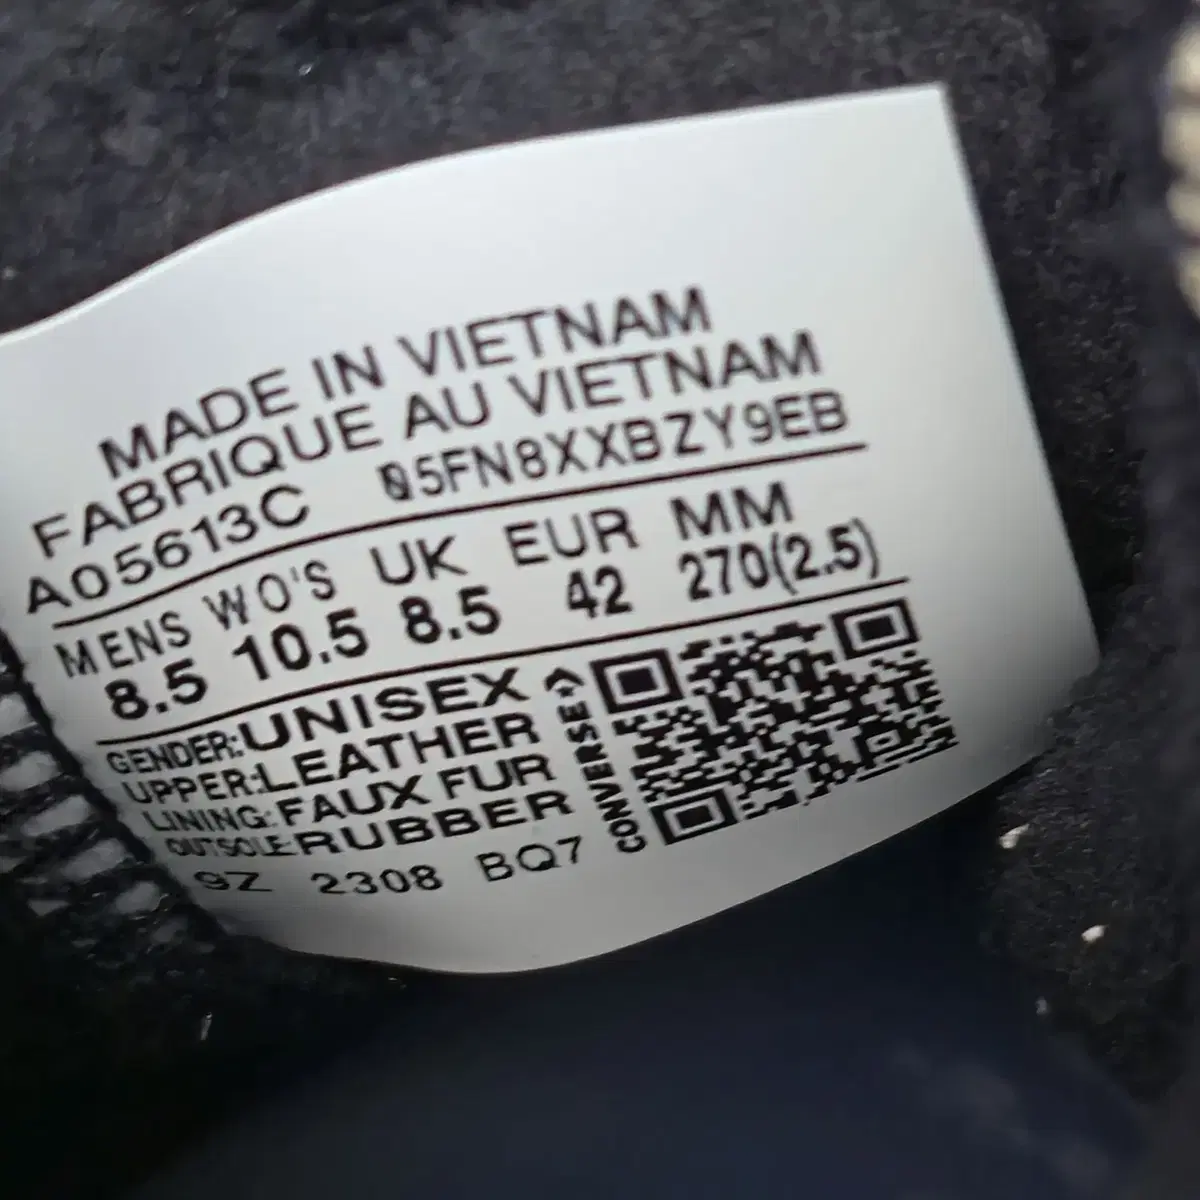 MADE IN VIETNAM
FABRIQUE AU VIETNAM
A05613C 05FN8XXBZY9EB
MENS WO'S UK EUR MM
8.5 10.5 8.5 42 270(2.5)
GENDER:UNISEX
UPPER:LEATHER
LINING:FAUX FUR
OUTSOLE:RUBBER
9Z 2308 BQ7
CONVERSE